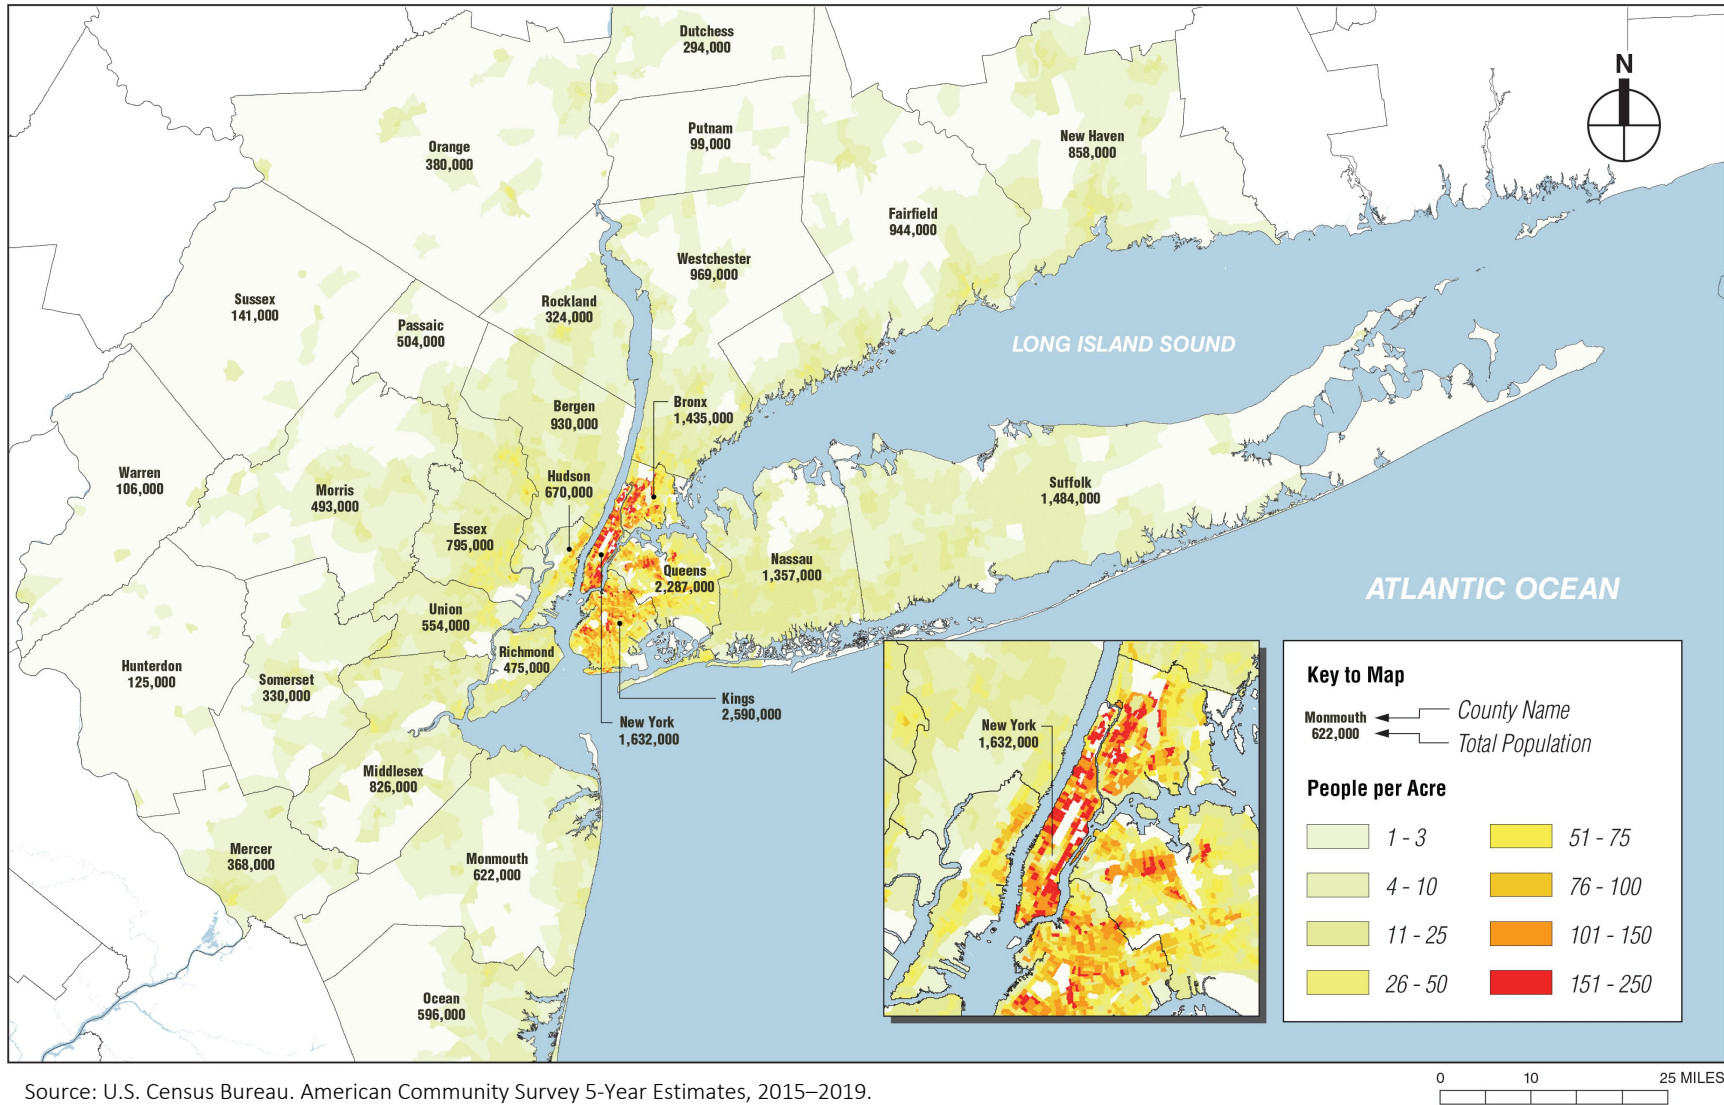 Dutchess
294,000
N
Putnam
99,000
New Haven
858,000
Orange
380,000
Fairfield
944,000
Westchester
969,000
Sussex
141,000
Rockland
324,000
Passaic
504,000
LONG ISLAND SOUND
Bergen
930,000
Bronx
1,435,000
Warren
106,000
Hudson
670,000
Suffolk
1,484,000
Morris
493,000
Essex
795,000
Nassau
1,357,000
Queens
2,287,000
ATLANTIC OCEAN
Union
554,000
Richmond
475,000
Hunterdon
125,000
Somerset
330,000
Kings
2,590,000
New York
1,632,000
Middlesex
826,000
Mercer
368,000
Monmouth
622,000
Ocean
596,000
New York
1,632,000
Key to Map
Monmouth
622,000
County Name
Total Population
People per Acre
1 - 3
51 - 75
4 - 10
76 - 100
11 - 25
101 - 150
26 - 50
151 - 250
Source: U.S. Census Bureau. American Community Survey 5-Year Estimates, 2015–2019.
0 10 25 MILES